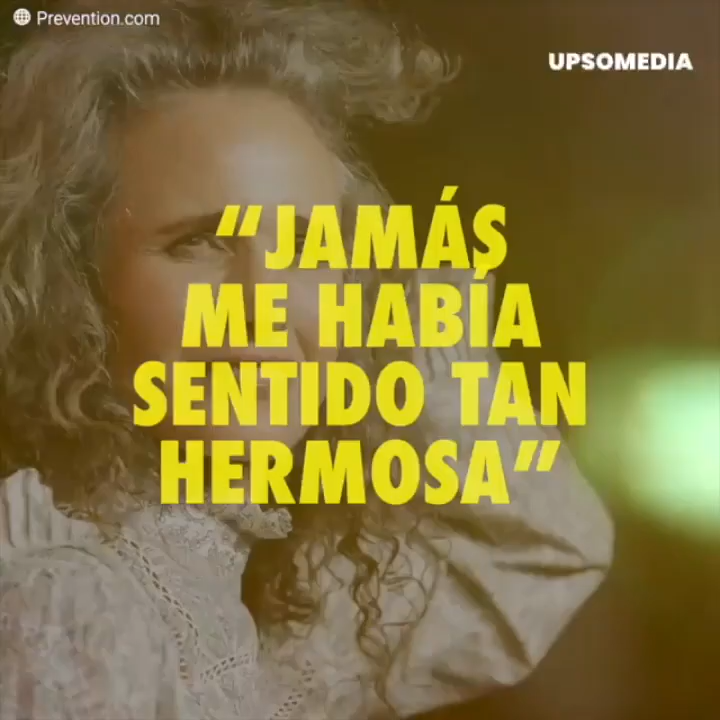 Prevention.com
UPSOMEDIA
“JAMÁS
ME HABÍA
SENTIDO TAN
HERMOSA”